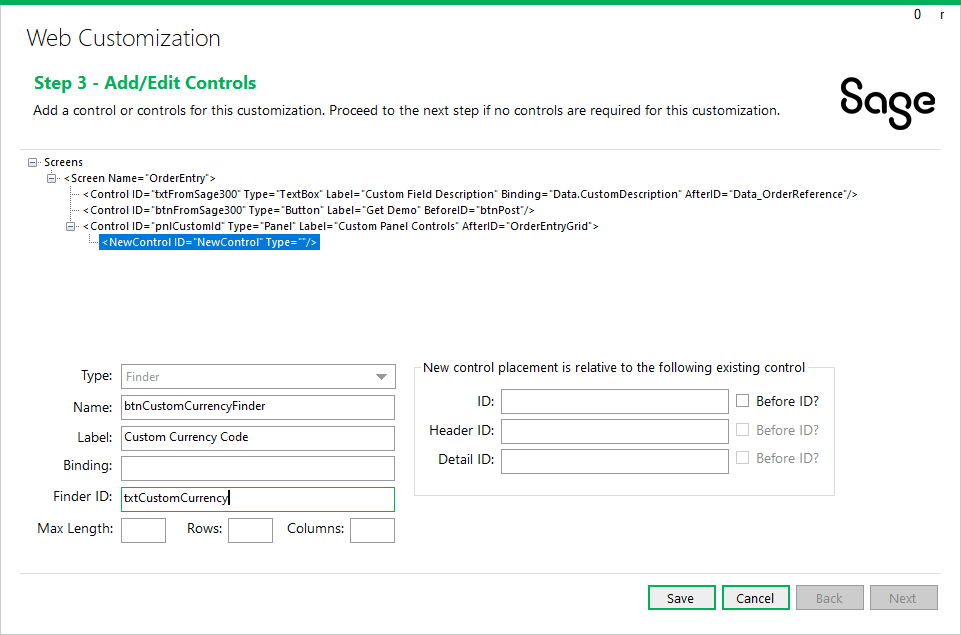 0 r
Web Customization
Step 3 - Add/Edit Controls
Add a control or controls for this customization. Proceed to the next step if no controls are required for this customization.
Sage
Screens
<Screen Name="OrderEntry">
<Control ID="txtFromSage300" Type="TextBox" Label="Custom Field Description" Binding="Data.CustomDescription" AfterID="Data_OrderReference"/>
<Control ID="btnFromSage300" Type="Button" Label="Get Demo" BeforeID="btnPost"/>
<Control ID="pnlCustomId" Type="Panel" Label="Custom Panel Controls" AfterID="OrderEntryGrid">
<NewControl ID="NewControl" Type=""/>
Type: Finder
Name: btnCustomCurrencyFinder
Label: Custom Currency Code
Binding:
Finder ID: txtCustomCurrency
Max Length: Rows: Columns:
New control placement is relative to the following existing control
ID: Before ID?
Header ID: Before ID?
Detail ID: Before ID?
Save Cancel Back Next